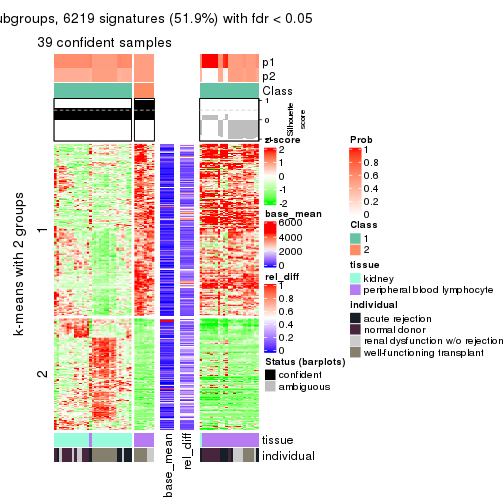 ubgroups, 6219 signatures (51.9%) with fdr < 0.05
39 confident samples
p1
p2
Class
1
0
Silhouette
score
z-score
2
1
0
-1
-2
base_mean
6000
4000
2000
0
rel_diff
1
0.8
0.6
0.4
0.2
0
Status (barplots)
confident
ambiguous
Prob
1
0.8
0.6
0.4
0.2
0
Class
1
2
tissue
kidney
peripheral blood lymphocyte
individual
acute rejection
normal donor
renal dysfunction w/o rejection
well-functioning transplant
k-means with 2 groups
1
2
tissue
individual
base_mean
rel_diff